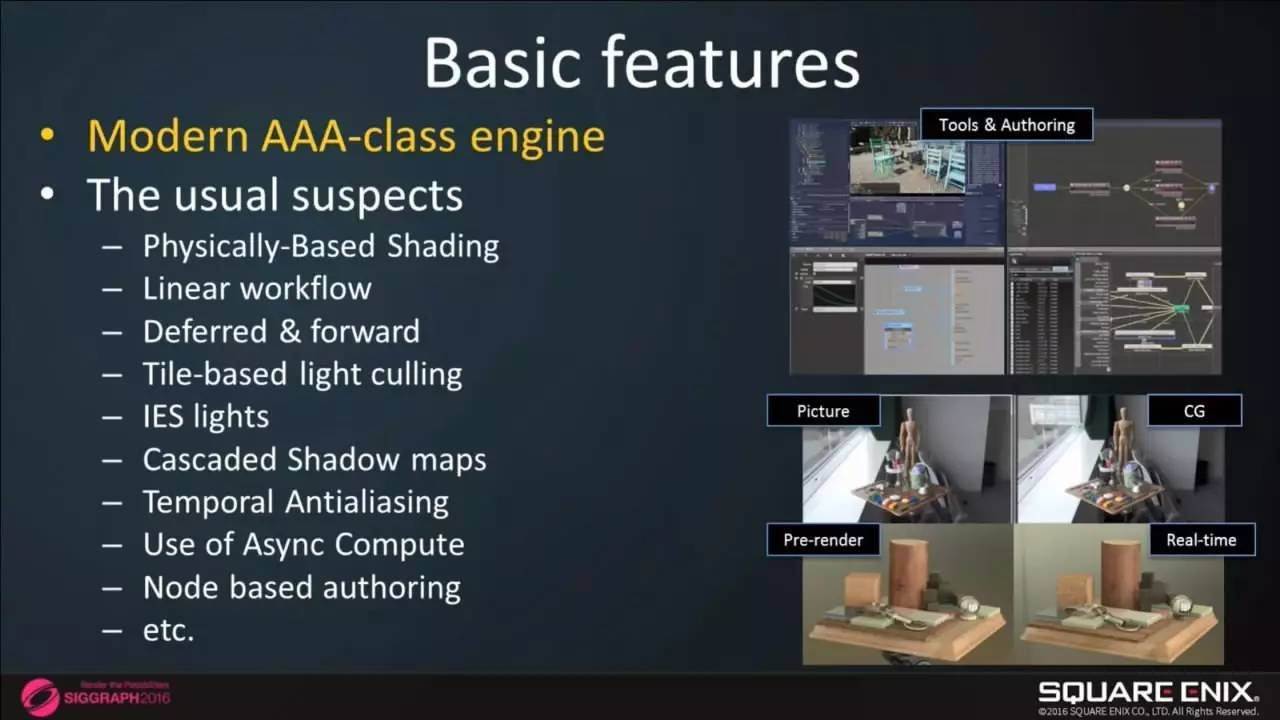 Basic features
• Modern AAA-class engine
• The usual suspects
– Physically-Based Shading
– Linear workflow
– Deferred & forward
– Tile-based light culling
– IES lights
– Cascaded Shadow maps
– Temporal Antialiasing
– Use of Async Compute
– Node based authoring
– etc.
Tools & Authoring
Picture
CG
Pre-render
Real-time
Render the Possibilities
SIGGRAPH2016
SQUARE ENIX®
©2016 SQUARE ENIX CO., LTD. All Rights Reserved.